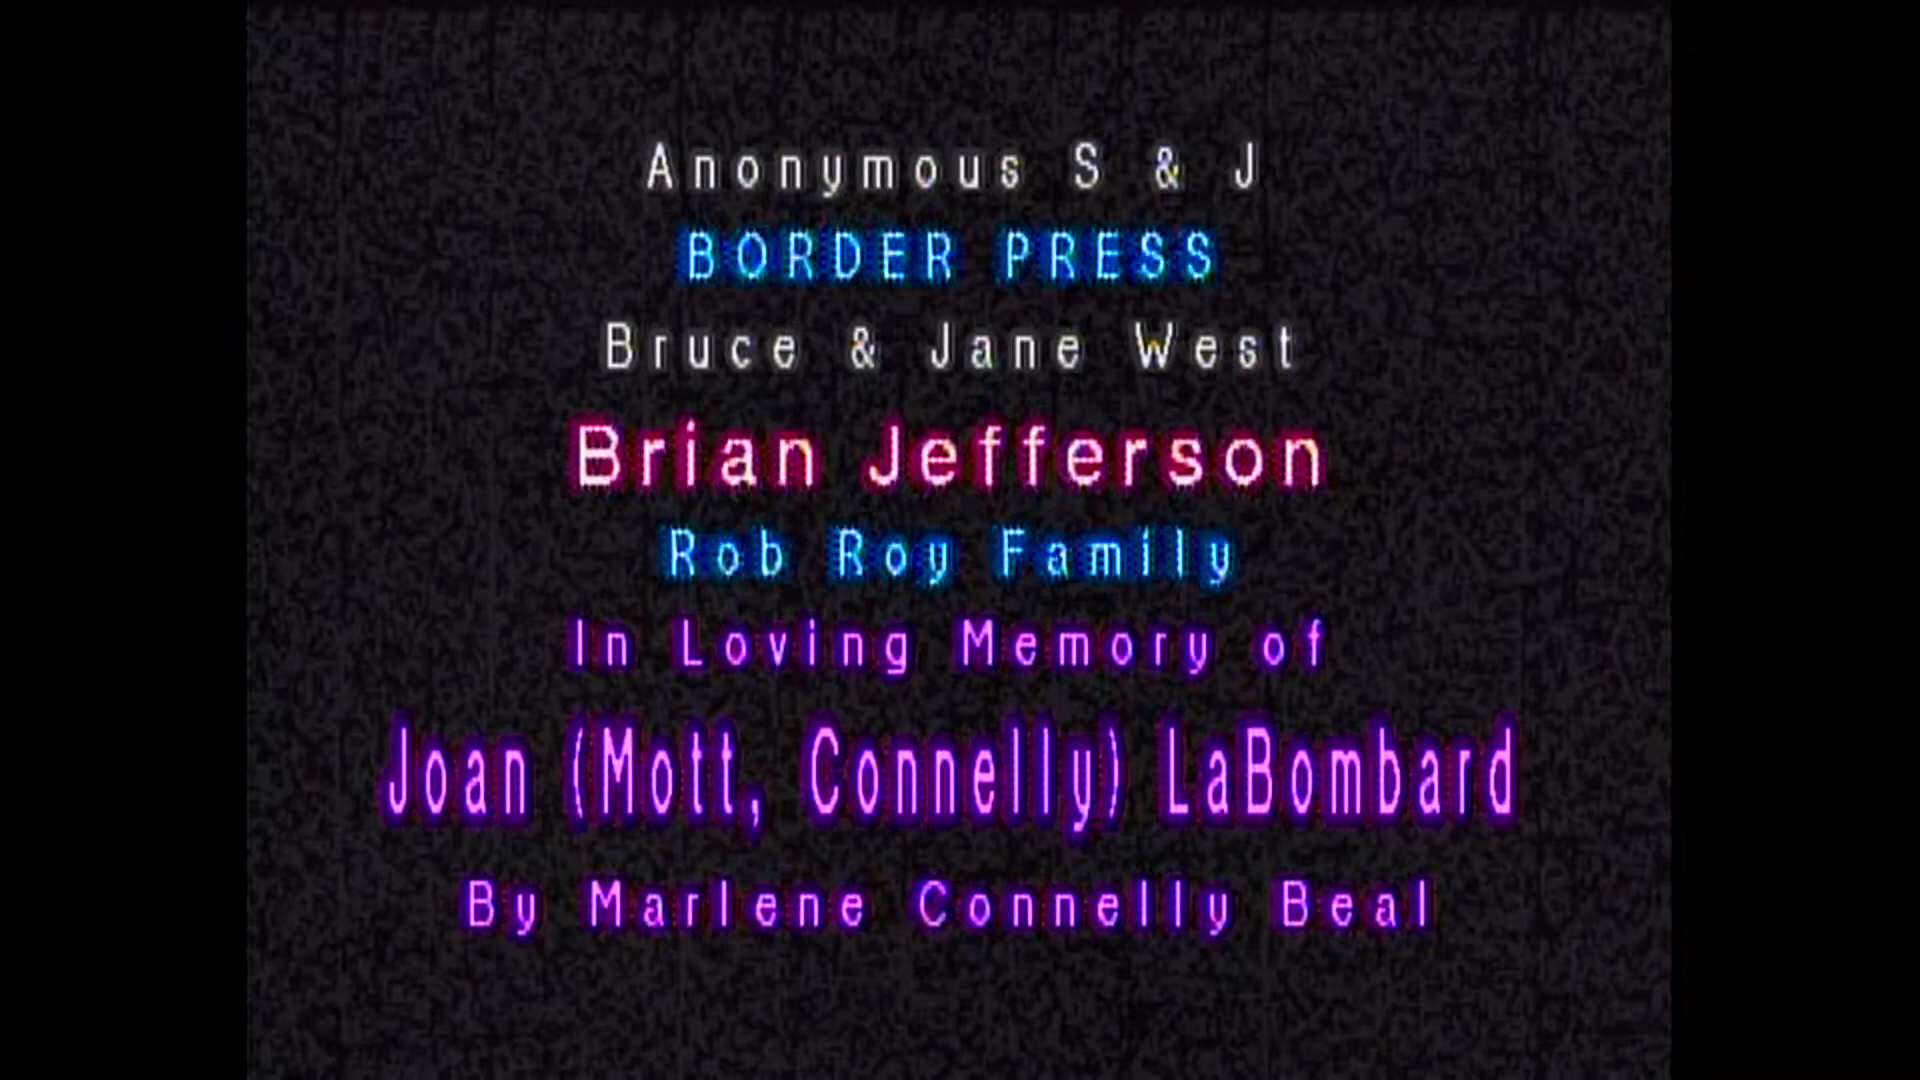 Anonymous S & J
BORDER PRESS
Bruce & Jane West
Brian Jefferson
Rob Roy Family
In Loving Memory of
Joan (Mott, Connelly) LaBombard
By Marlene Connelly Beal